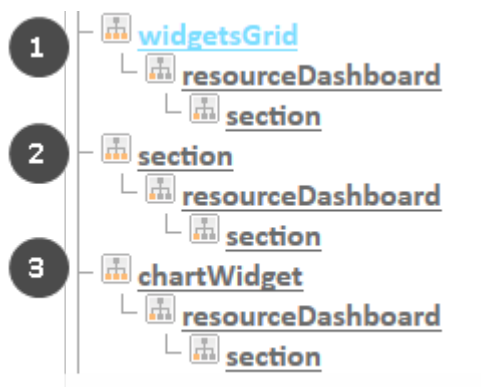 1 widgetsGrid
resourceDashboard
section
2 section
resourceDashboard
section
3 chartWidget
resourceDashboard
section